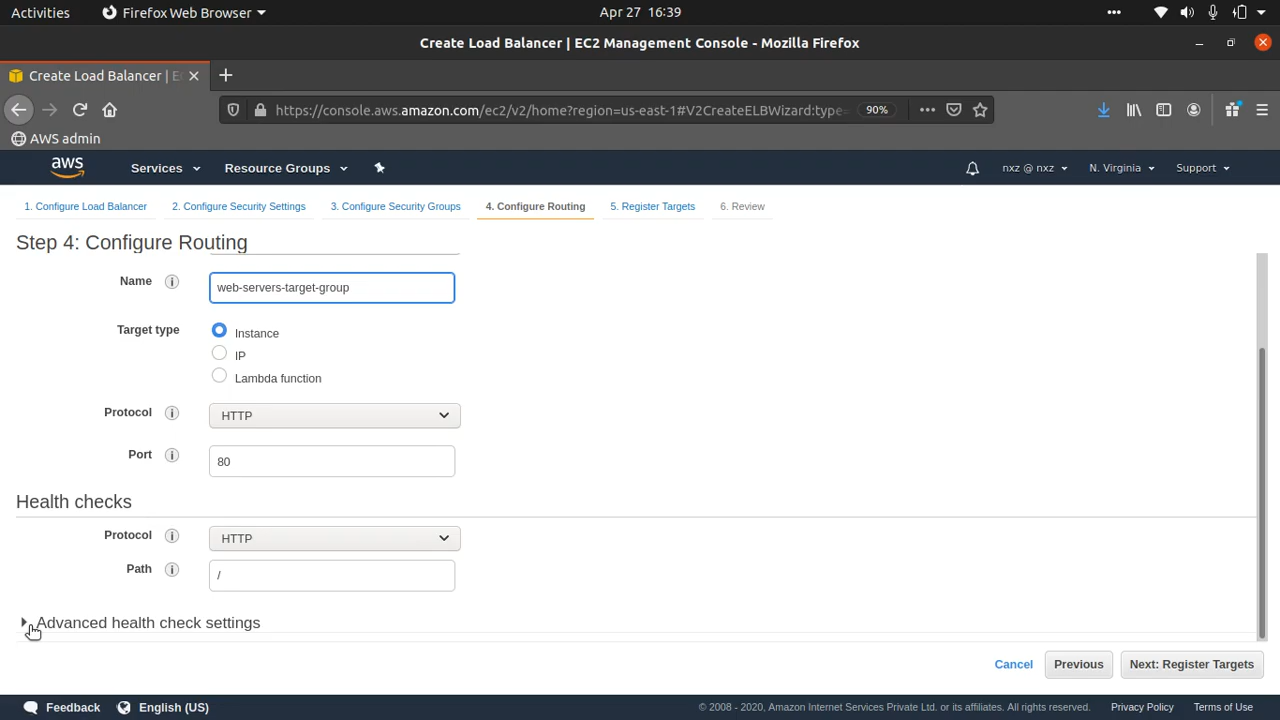 Activities
Firefox Web Browser
Apr 27 16:39
Create Load Balancer | EC2 Management Console - Mozilla Firefox
Create Load Balancer | E
https://console.aws.amazon.com/ec2/v2/home?region=us-east-1#V2CreateELBWizard:type=
90%
AWS admin
aws
Services
Resource Groups
nxz @ nxz
N. Virginia
Support
1. Configure Load Balancer
2. Configure Security Settings
3. Configure Security Groups
4. Configure Routing
5. Register Targets
6. Review
Step 4: Configure Routing
Name
web-servers-target-group
Target type
Instance
IP
Lambda function
Protocol
HTTP
Port
80
Health checks
Protocol
HTTP
Path
/
Advanced health check settings
Cancel
Previous
Next: Register Targets
Feedback
English (US)
© 2008 - 2020, Amazon Internet Services Private Ltd. or its affiliates. All rights reserved.
Privacy Policy
Terms of Use